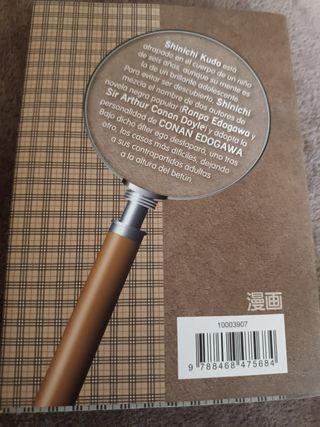 Shinichi Kudo está
atrapado en el cuerpo de un niño
de seis años, aunque su mente es
la de un brillante adolescente.
Para evitar ser descubierto, Shinichi
mezcla el nombre de dos autores de
novela negra popular (Ranpo Edogawa y
Sir Arthur Conan Doyle) y adopta la
personalidad de CONAN EDOGAWA.
Bajo dicha álter ego destapará, uno tras
otro, los casos más difíciles, dejando
a sus contrapartidas adultas
a la altura del betún
漫画
10003907
9 788468 475684